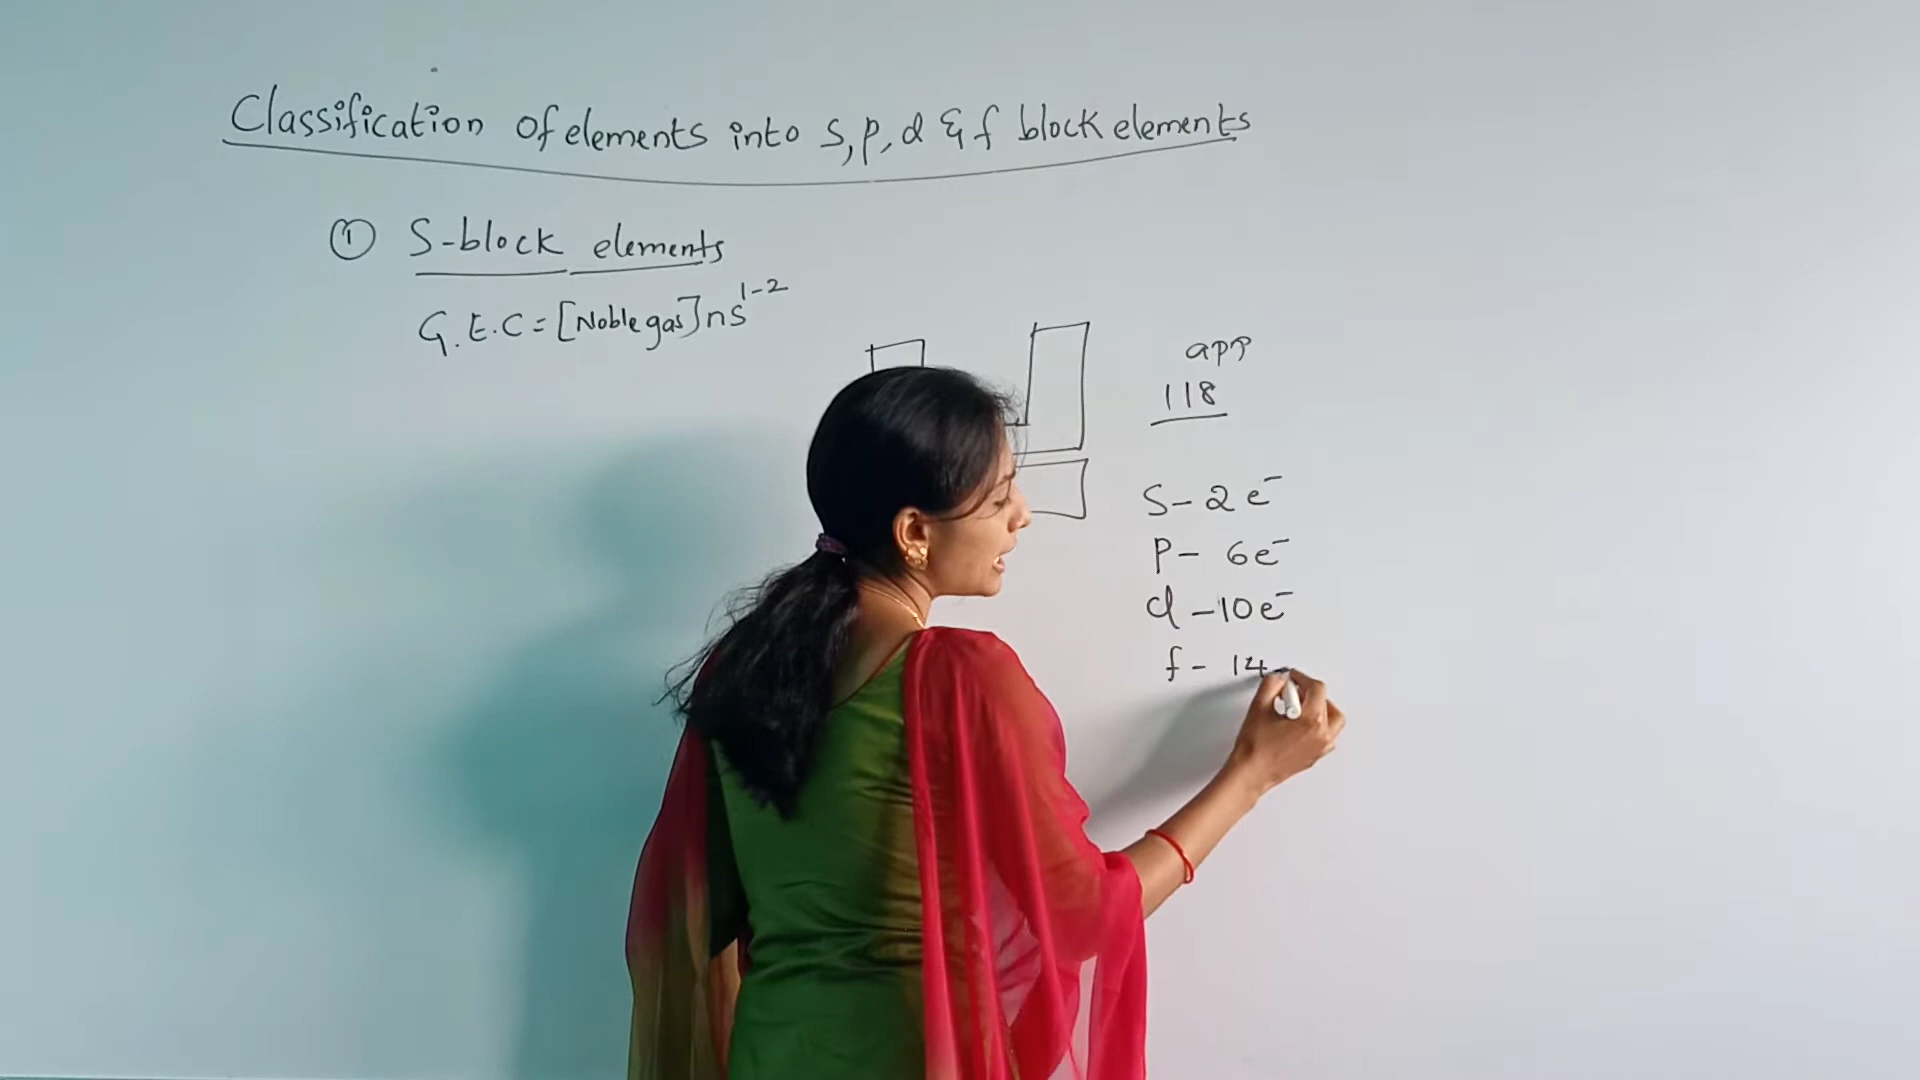 Classification of elements into s, p, d & f block elements
① S-block elements
G.E.C = [Noble gas] ns¹⁻²
app
118
S - 2e⁻
P - 6e⁻
d - 10e⁻
f - 14